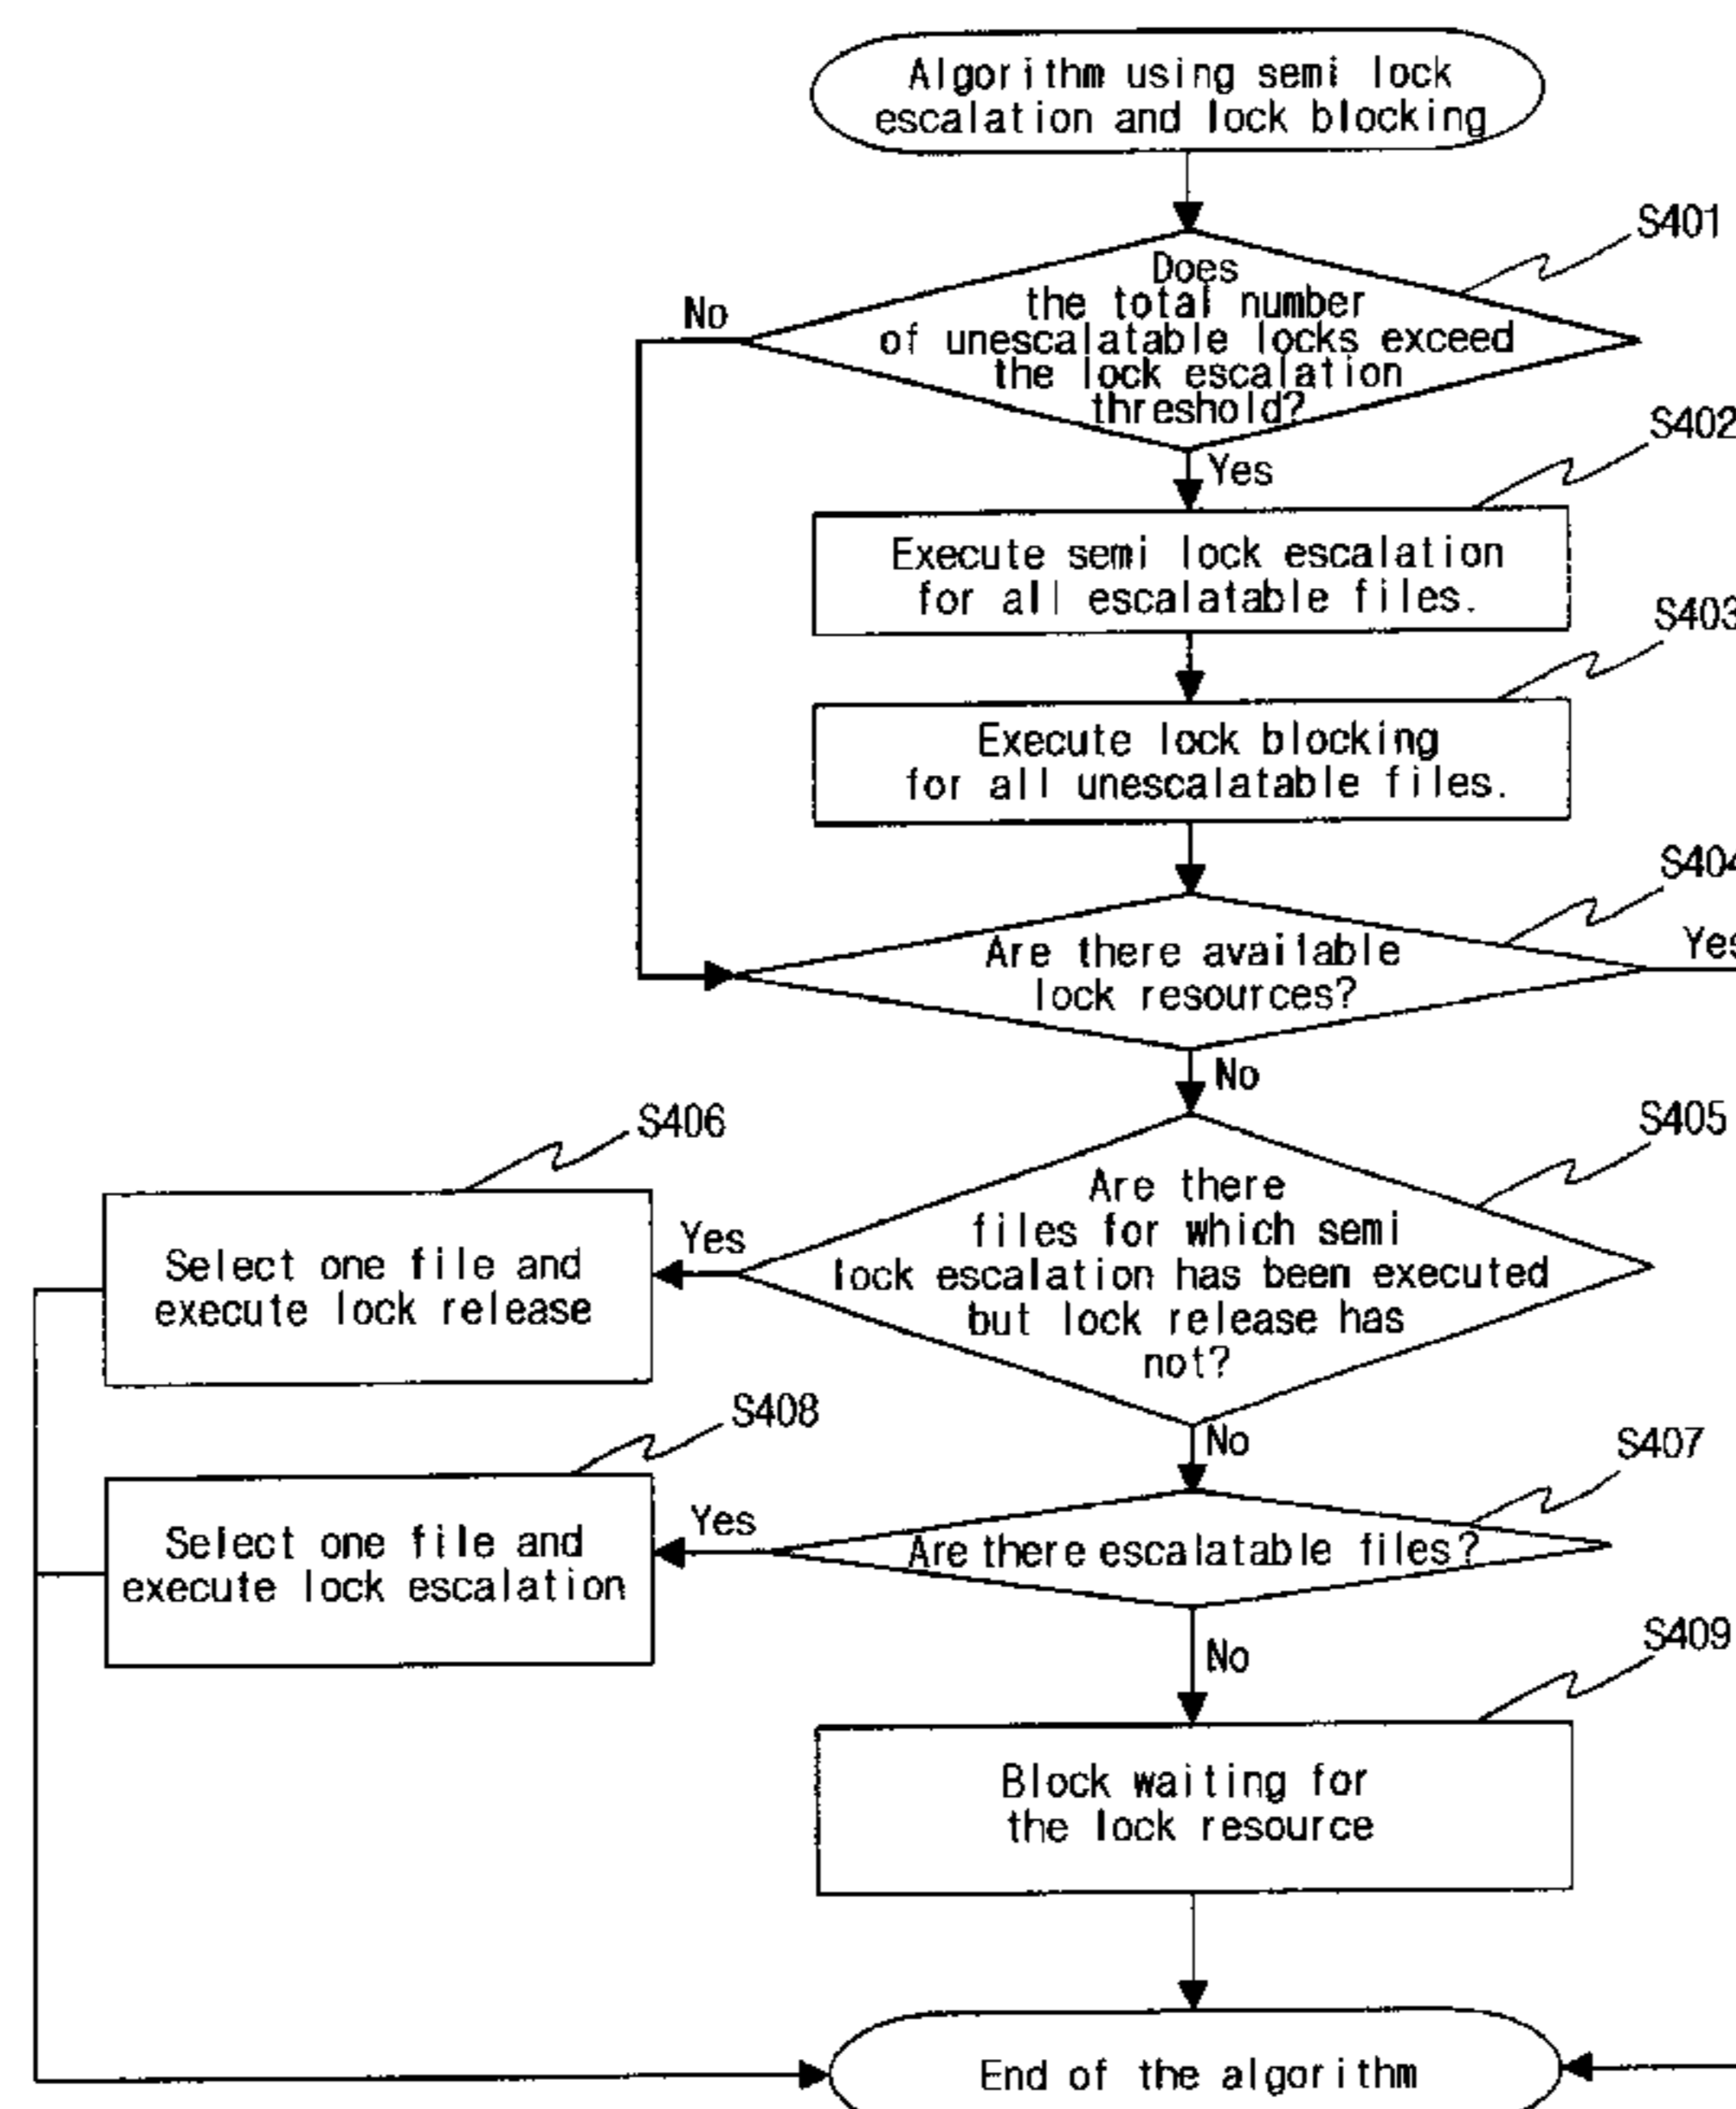 Algorithm using semi lock
escalation and lock blocking
S401
Does
the total number
of unescalatable locks exceed
the lock escalation
threshold?
No
Yes
S402
Execute semi lock escalation
for all escalatable files.
S403
Execute lock blocking
for all unescalatable files.
S404
Are there available
lock resources?
Yes
No
S405
Are there
files for which semi
lock escalation has been executed
but lock release has
not?
Yes
S406
Select one file and
execute lock release
No
S407
Are there escalatable files?
Yes
S408
Select one file and
execute lock escalation
No
S409
Block waiting for
the lock resource
End of the algorithm